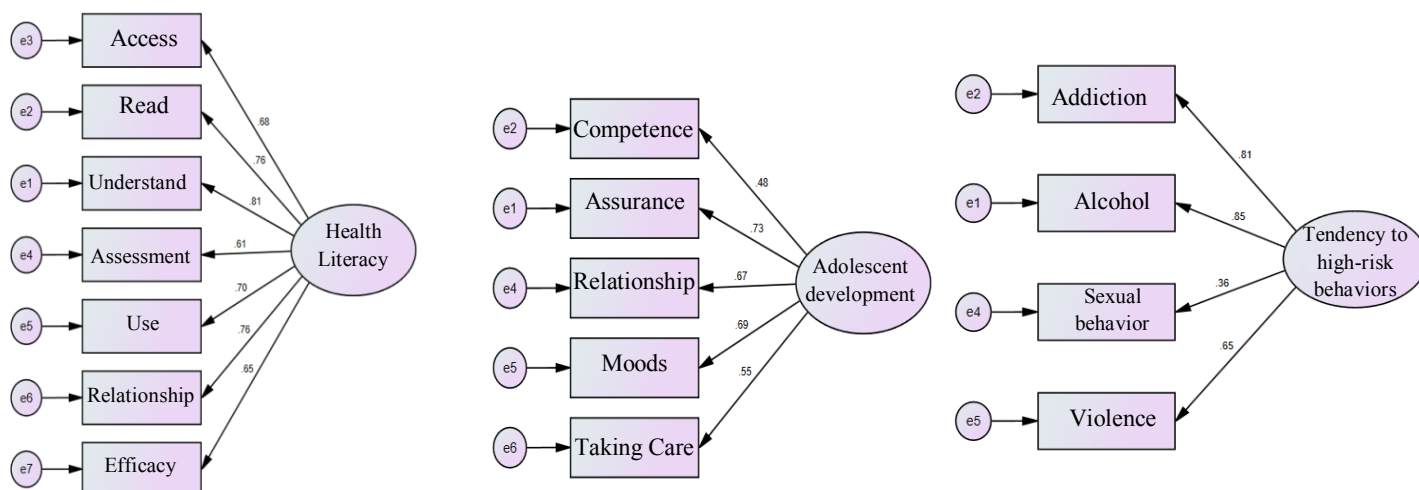 e3
Access
.68
e2
Read
.76
e1
Understand
.81
e4
Assessment
.61
e5
Use
.70
e6
Relationship
.76
e7
Efficacy
.65
Health
Literacy
e2
Competence
.48
e1
Assurance
.73
e4
Relationship
.67
e5
Moods
.69
e6
Taking Care
.55
Adolescent
development
e2
Addiction
.81
e1
Alcohol
.85
e4
Sexual
behavior
.36
e5
Violence
.65
Tendency to
high-risk
behaviors